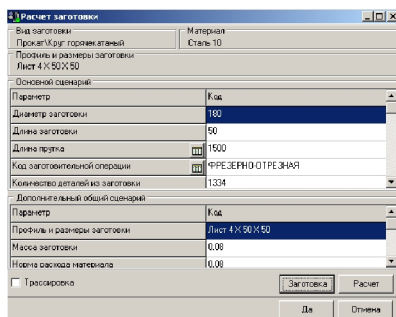 Расчет заготовки
Вид заготовки
Прокат\Круг горячекатаный
Материал
Сталь 10
Профиль и размеры заготовки
Лист 4 X 50 X 50
Основной сценарий
Параметр Код
Диаметр заготовки 180
Длина заготовки 50
Длина прутка 1500
Код заготовительной операции ФРЕЗЕРНО-ОТРЕЗНАЯ
Количество деталей из заготовки 1334
Дополнительный общий сценарий
Параметр Код
Профиль и размеры заготовки Лист 4 X 50 X 50
Масса заготовки 0.08
Норма расхода материала 0.08
Трассировка
Заготовка Расчет
Да Отмена